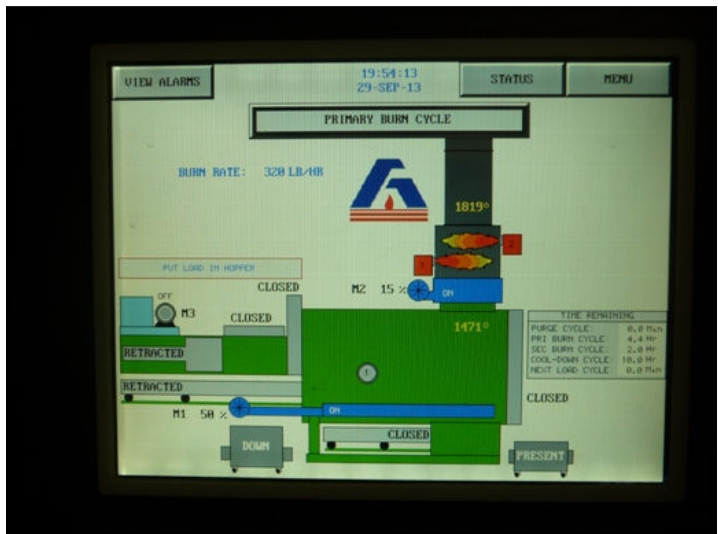 VIEW ALARMS
19:54:13
29-SEP-13
STATUS
MENU
PRIMARY BURN CYCLE
BURN RATE: 320 LB/HR
1819°
2
1
PUT LOAD IN HOPPER
CLOSED
M2 15 %
ON
OFF
M3
CLOSED
1471°
TIME REMAINING
PURGE CYCLE: 0.0 Min
PRI BURN CYCLE: 4.4 Hr
SEC BURN CYCLE: 2.0 Hr
COOL-DOWN CYCLE: 10.0 Hr
NEXT LOAD CYCLE: 0.0 Min
RETRACTED
RETRACTED
CLOSED
M1 50 %
ON
CLOSED
DOWN
PRESENT